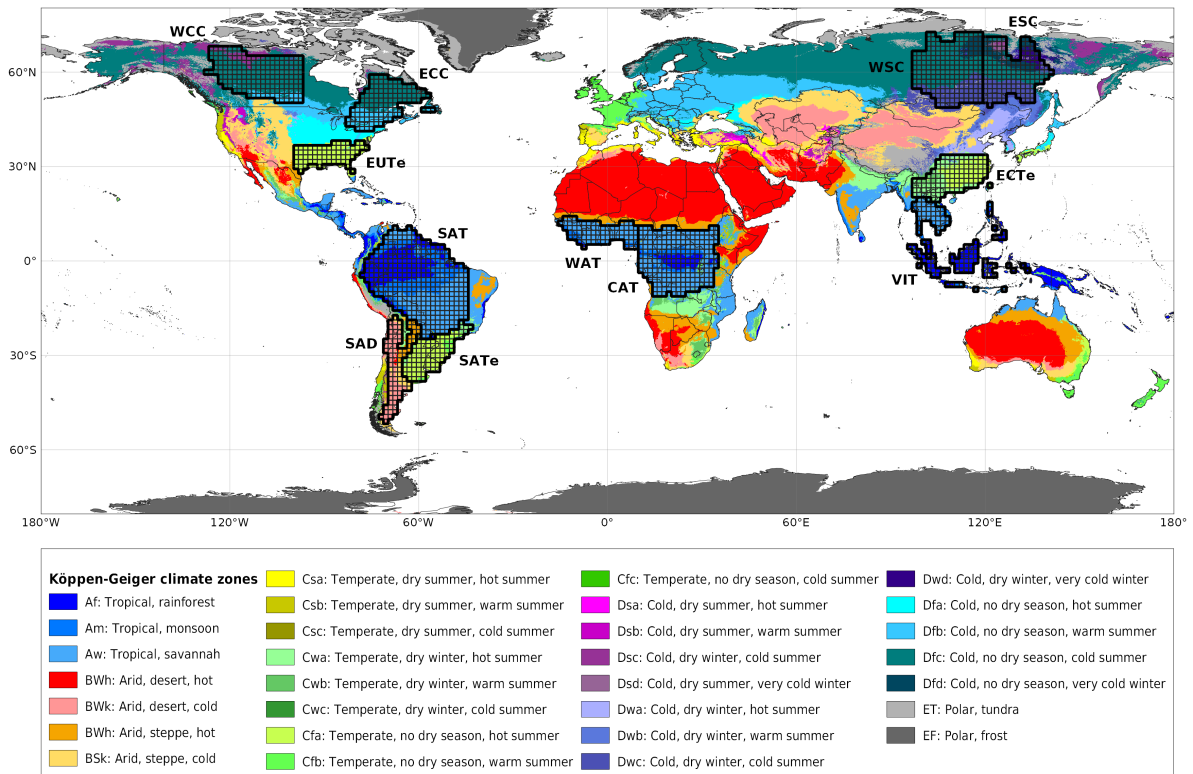 ESC
WCC
WSC
ECC
60°N
EUTe
30°N
ECTe
SAT
WAT
0°
VIT
CAT
SAD
SATe
30°S
60°S
180°W 120°W 60°W 0° 60°E 120°E 180°
Köppen-Geiger climate zones
Af: Tropical, rainforest
Am: Tropical, monsoon
Aw: Tropical, savannah
BWh: Arid, desert, hot
BWk: Arid, desert, cold
BWh: Arid, steppe, hot
BSk: Arid, steppe, cold
Csa: Temperate, dry summer, hot summer
Csb: Temperate, dry summer, warm summer
Csc: Temperate, dry summer, cold summer
Cwa: Temperate, dry winter, hot summer
Cwb: Temperate, dry winter, warm summer
Cwc: Temperate, dry winter, cold summer
Cfa: Temperate, no dry season, hot summer
Cfb: Temperate, no dry season, warm summer
Cfc: Temperate, no dry season, cold summer
Dsa: Cold, dry summer, hot summer
Dsb: Cold, dry summer, warm summer
Dsc: Cold, dry winter, cold summer
Dsd: Cold, dry summer, very cold winter
Dwa: Cold, dry winter, hot summer
Dwb: Cold, dry winter, warm summer
Dwc: Cold, dry winter, cold summer
Dwd: Cold, dry winter, very cold winter
Dfa: Cold, no dry season, hot summer
Dfb: Cold, no dry season, warm summer
Dfc: Cold, no dry season, cold summer
Dfd: Cold, no dry season, very cold winter
ET: Polar, tundra
EF: Polar, frost